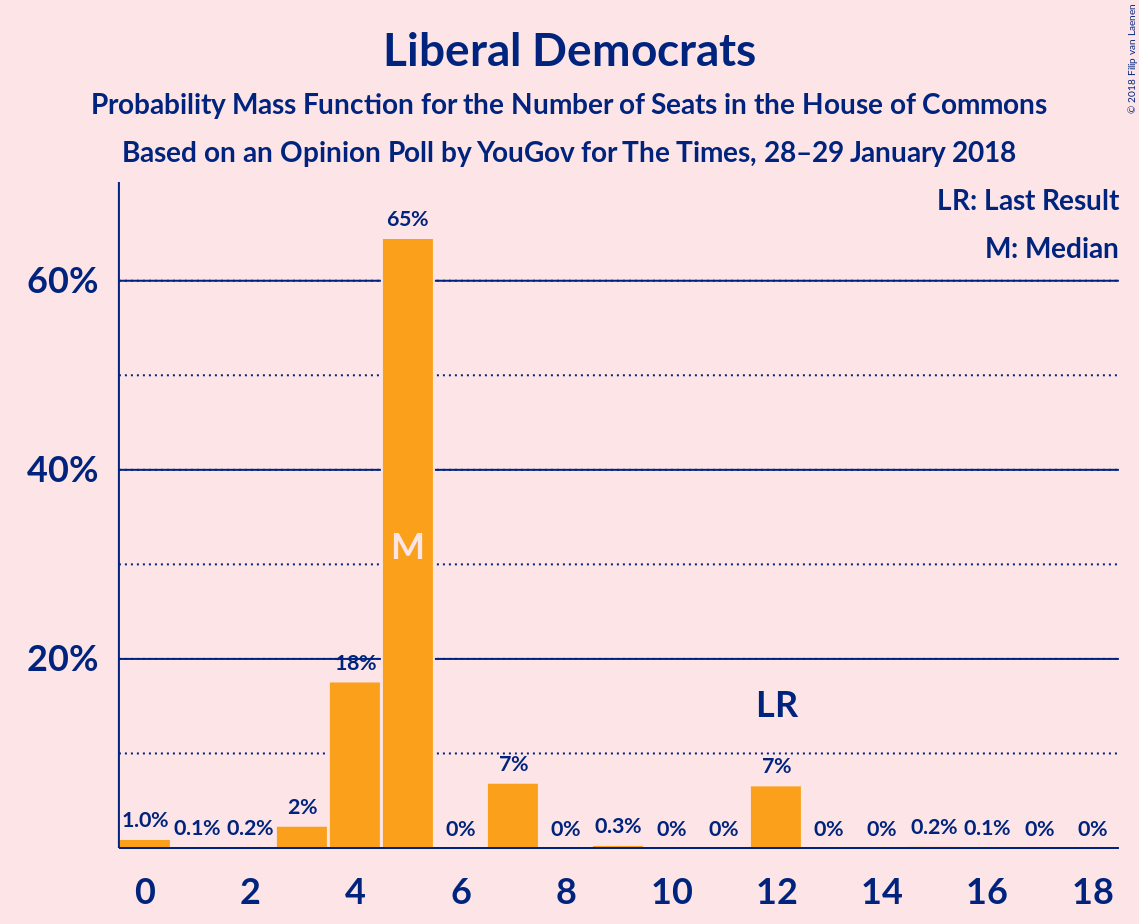 Liberal Democrats
Probability Mass Function for the Number of Seats in the House of Commons
Based on an Opinion Poll by YouGov for The Times, 28–29 January 2018
© 2018 Filip van Laenen
LR: Last Result
M: Median
60%
40%
20%
1.0%
0.1%
0.2%
2%
18%
65%
M
0%
7%
0%
0.3%
0%
0%
LR
7%
0%
0%
0.2%
0.1%
0%
0%
0 2 4 6 8 10 12 14 16 18